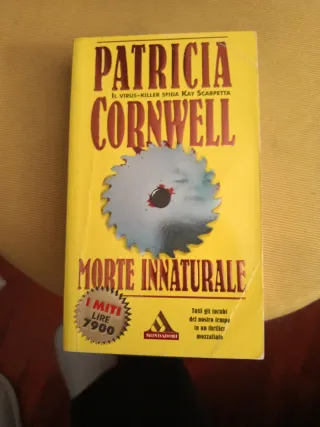 PATRICIA
IL VIRUS-KILLER SFIDA KAY SCARPETTA
CORNWELL
MORTE INNATURALE
I MITI
LIRE
7900
MONDADORI
Tutti gli incubi
del nostro tempo
in un thriller
mozzafiato